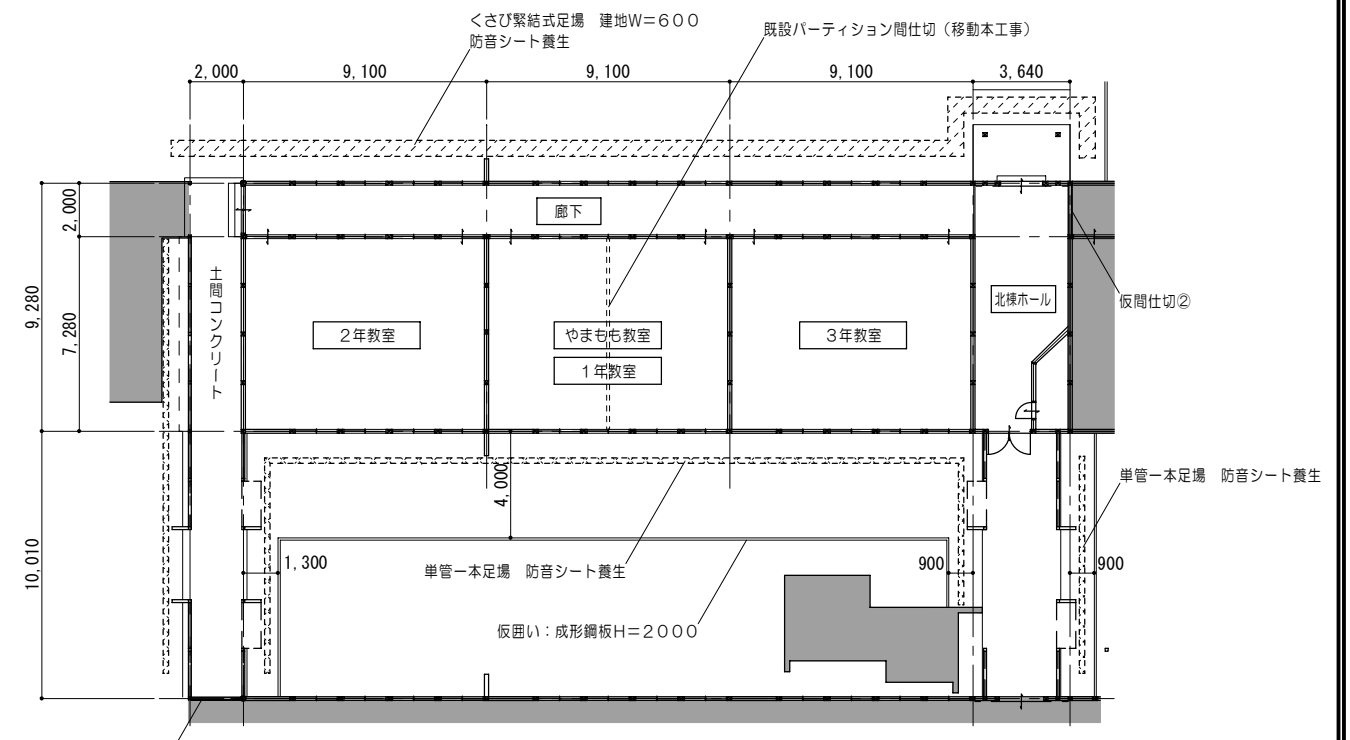 くさび緊結式足場　建地W＝６００
防音シート養生
既設パーティション間仕切（移動本工事）
2,000
9,100
9,100
9,100
3,640
2,000
廊下
9,280
7,280
土間コンクリート
北棟ホール
仮間仕切②
２年教室
やまもも教室
１年教室
３年教室
4,000
単管一本足場　防音シート養生
10,010
1,300
単管一本足場　防音シート養生
900
900
仮囲い：成形鋼板H＝２０００